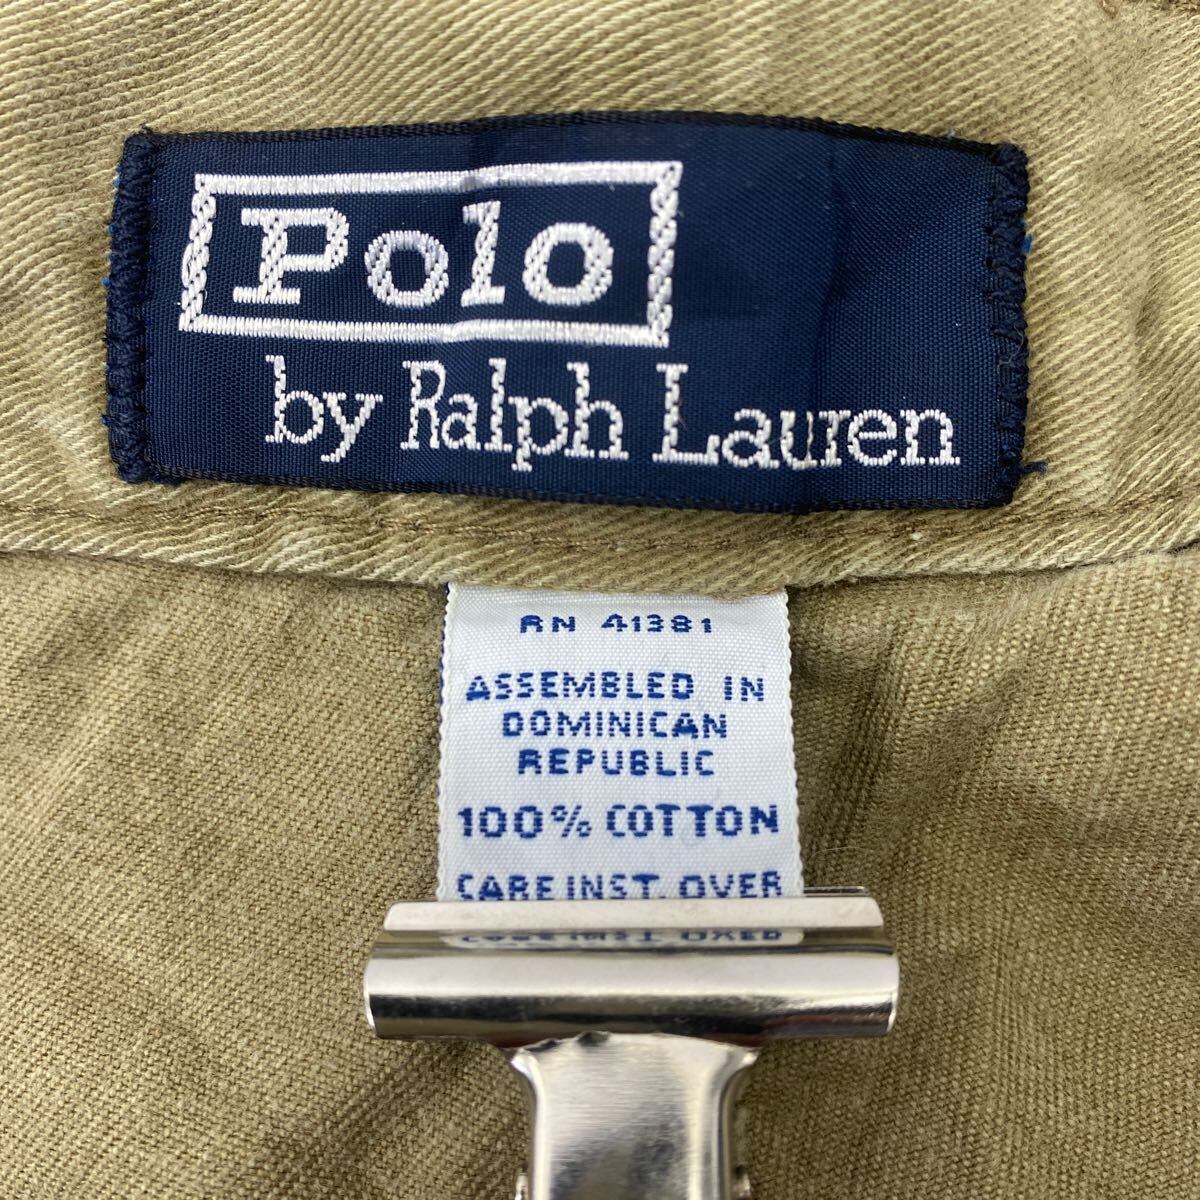 Polo
by Ralph Lauren
RN 41381
ASSEMBLED IN
DOMINICAN
REPUBLIC
100% COTTON
CARE INST. OVER